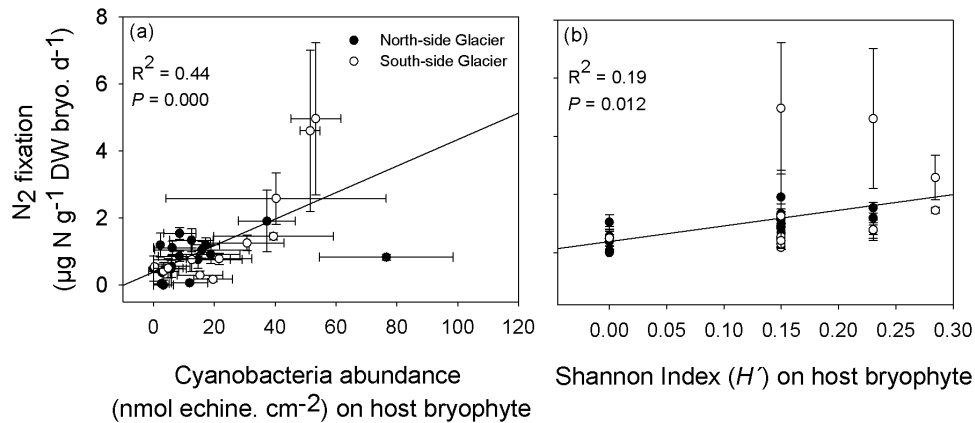 (a)
North-side Glacier
South-side Glacier
R2 = 0.44
P = 0.000
N2 fixation
(µg N g-1 DW bryo. d-1)
8
6
4
2
0
0 20 40 60 80 100 120
Cyanobacteria abundance
(nmol echine. cm-2) on host bryophyte
(b)
R2 = 0.19
P = 0.012
0.00 0.05 0.10 0.15 0.20 0.25 0.30
Shannon Index (H´) on host bryophyte